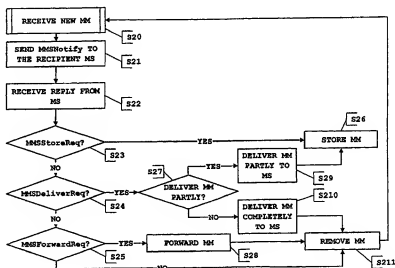 RECEIVE NEW MM
S20
SEND MMSNotify TO
THE RECIPIENT MS
S21
RECEIVE REPLY FROM
MS
S22
S26
MMSStoreReq?
YES
STORE MM
S23
NO
S27
YES
DELIVER MM
PARTLY TO
MS
S29
MMSDeliverReq?
YES
DELIVER MM
PARTLY?
S24
S210
NO
DELIVER MM
COMPLETELY
TO MS
NO
MMSForwardReq?
YES
FORWARD MM
REMOVE MM
S25
S28
S211
NO